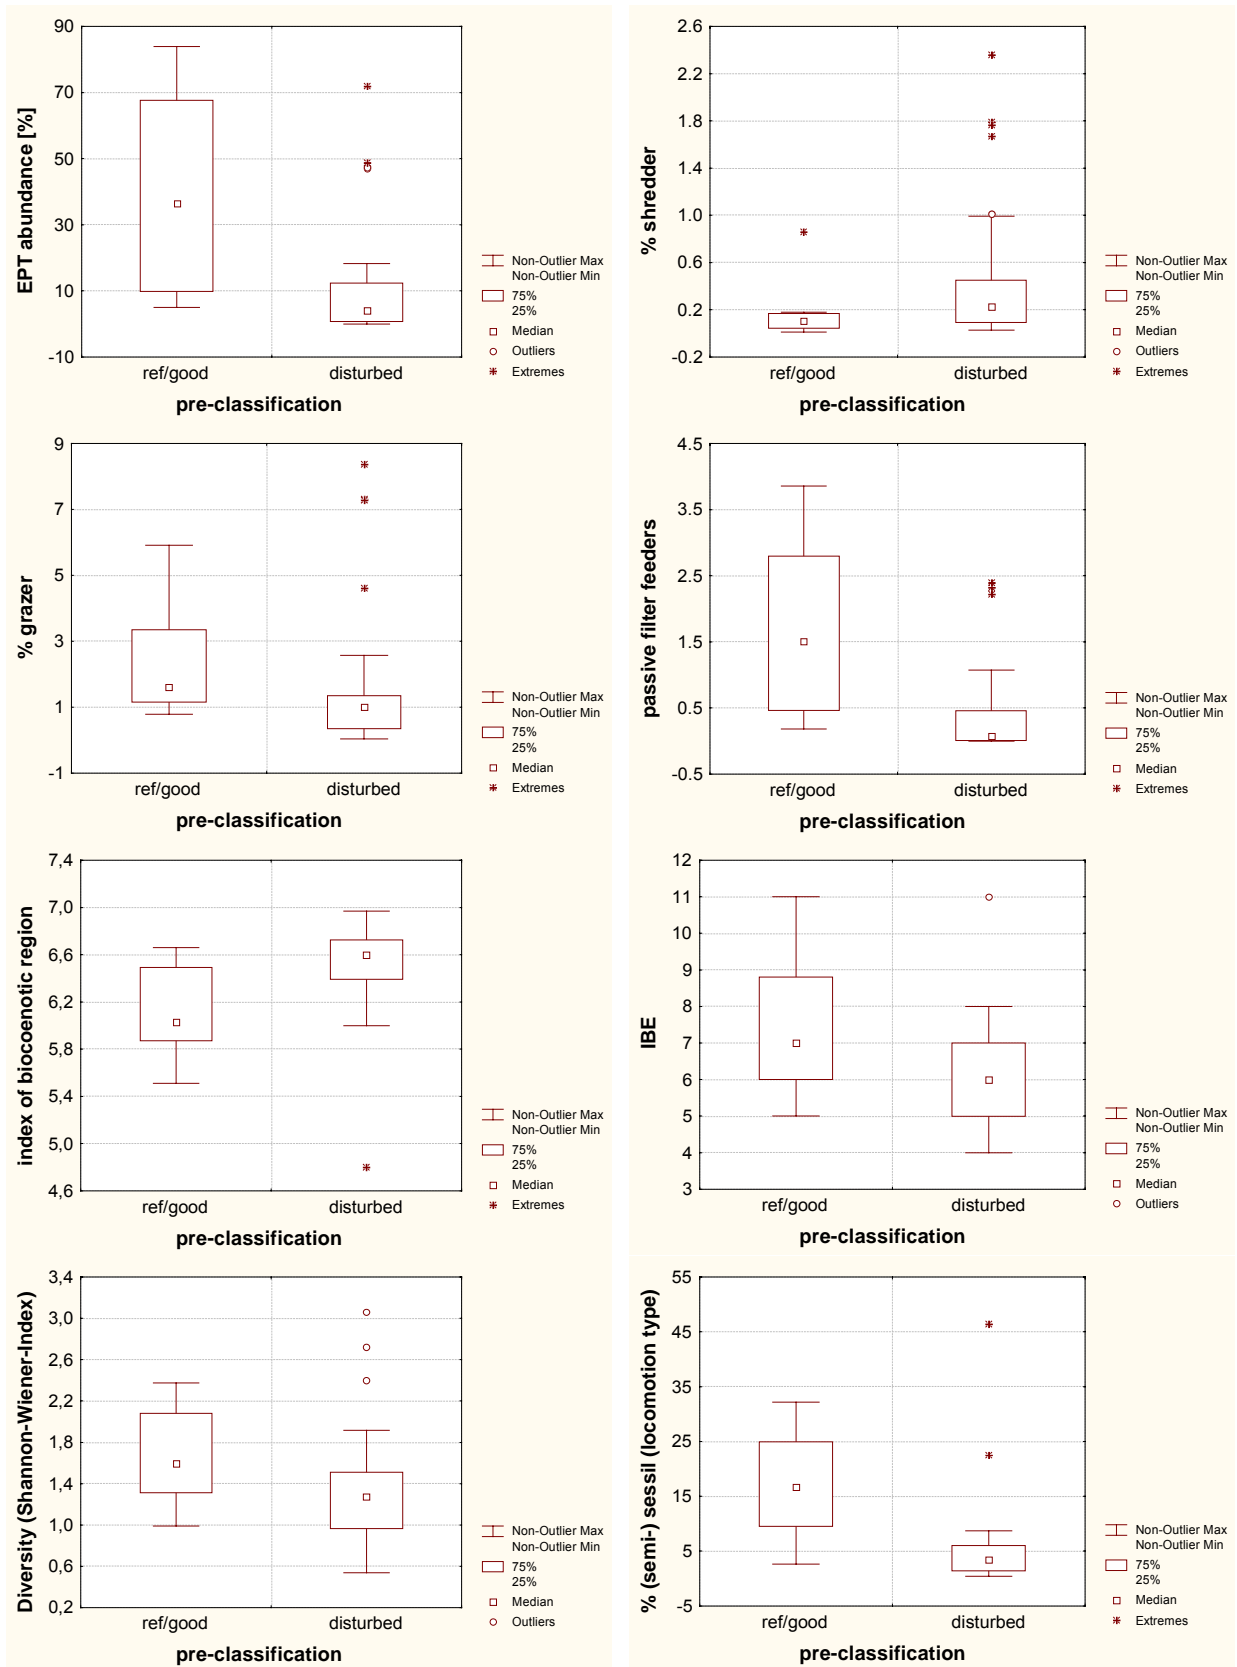 EPT abundance [%]
90
70
50
30
10
-10
ref/good disturbed
pre-classification
Non-Outlier Max
Non-Outlier Min
75%
25%
Median
Outliers
Extremes
% shredder
2.6
2.2
1.8
1.4
1.0
0.6
0.2
-0.2
ref/good disturbed
pre-classification
Non-Outlier Max
Non-Outlier Min
75%
25%
Median
Outliers
Extremes
% grazer
9
7
5
3
1
-1
ref/good disturbed
pre-classification
Non-Outlier Max
Non-Outlier Min
75%
25%
Median
Extremes
passive filter feeders
4.5
3.5
2.5
1.5
0.5
-0.5
ref/good disturbed
pre-classification
Non-Outlier Max
Non-Outlier Min
75%
25%
Median
Extremes
index of biocoenotic region
7,4
7,0
6,6
6,2
5,8
5,4
5,0
4,6
ref/good disturbed
pre-classification
Non-Outlier Max
Non-Outlier Min
75%
25%
Median
Extremes
IBE
12
11
10
9
8
7
6
5
4
3
ref/good disturbed
pre-classification
Non-Outlier Max
Non-Outlier Min
75%
25%
Median
Outliers
Diversity (Shannon-Wiener-Index)
3,4
3,0
2,6
2,2
1,8
1,4
1,0
0,6
0,2
ref/good disturbed
pre-classification
Non-Outlier Max
Non-Outlier Min
75%
25%
Median
Outliers
% (semi-) sessil (locomotion type)
55
45
35
25
15
5
-5
ref/good disturbed
pre-classification
Non-Outlier Max
Non-Outlier Min
75%
25%
Median
Extremes